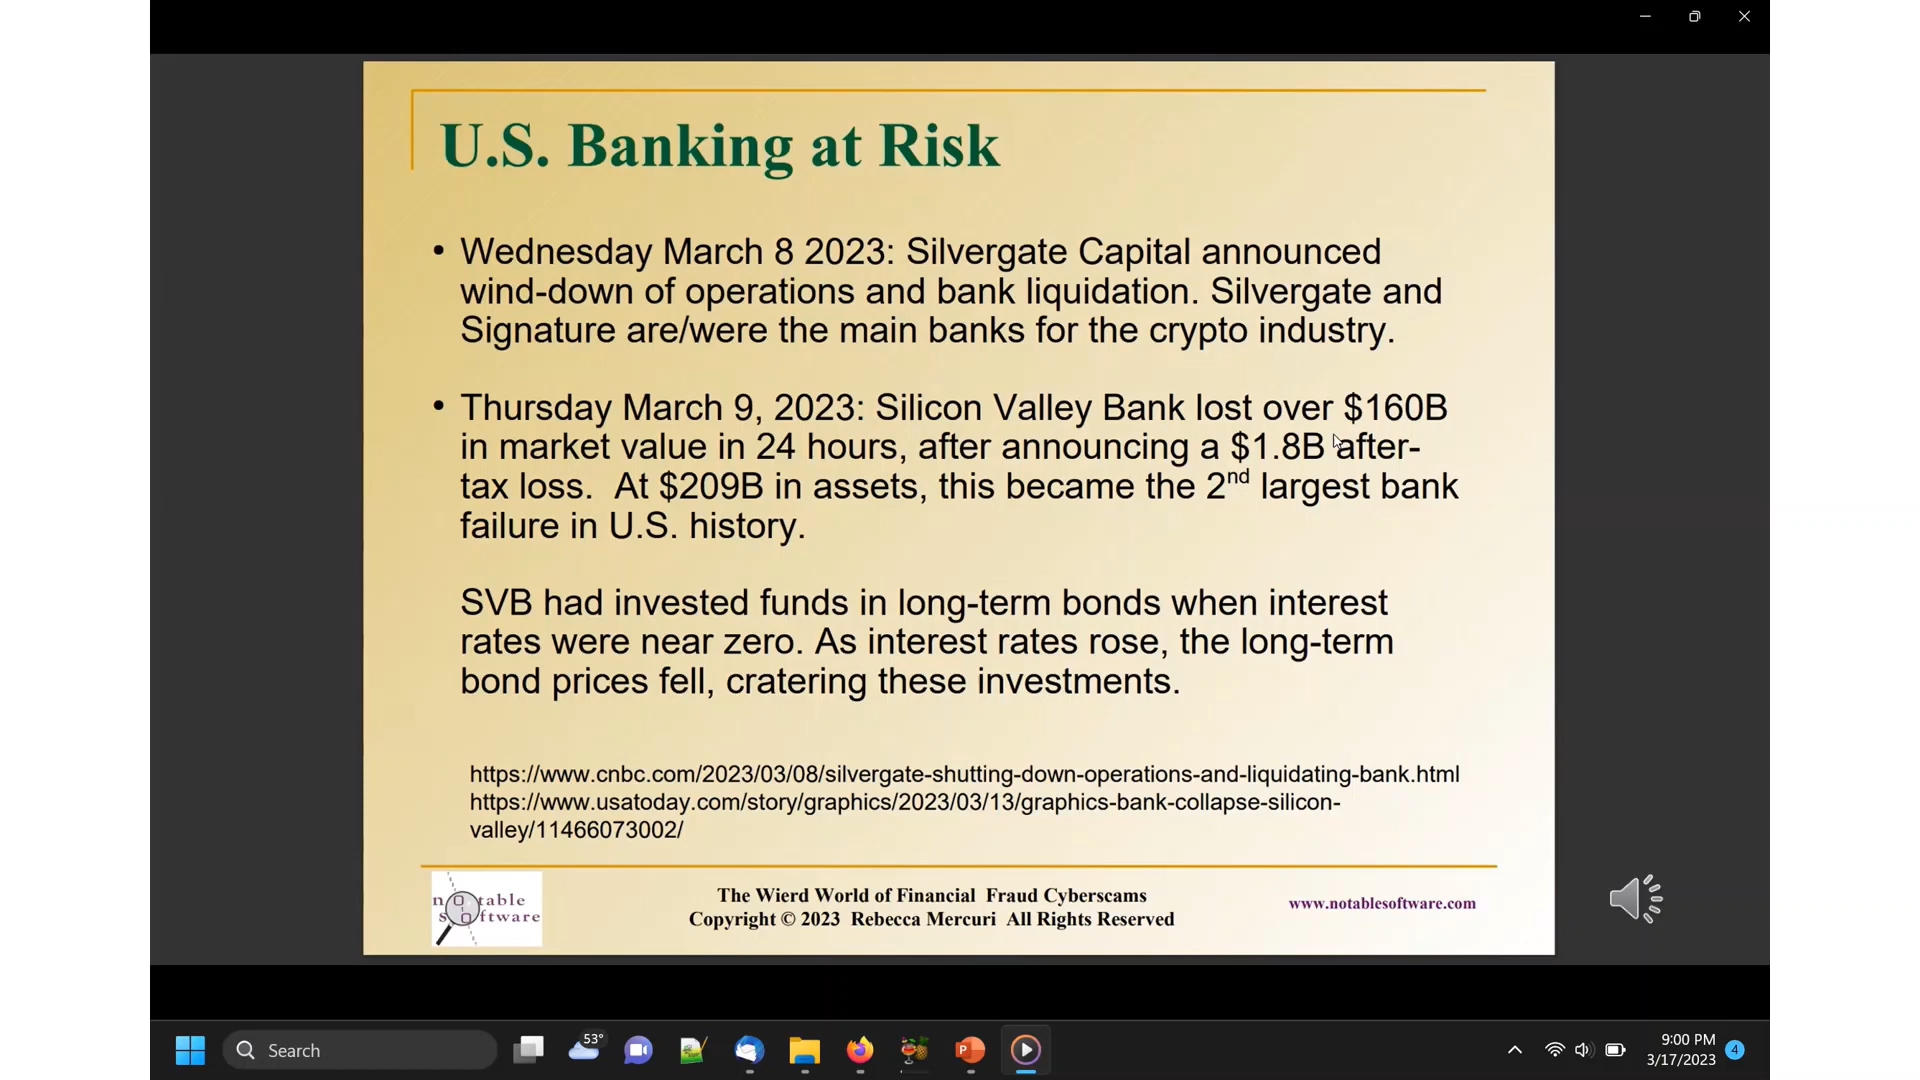 U.S. Banking at Risk
• Wednesday March 8 2023: Silvergate Capital announced
wind-down of operations and bank liquidation. Silvergate and
Signature are/were the main banks for the crypto industry.
• Thursday March 9, 2023: Silicon Valley Bank lost over $160B
in market value in 24 hours, after announcing a $1.8B after-
tax loss.  At $209B in assets, this became the 2nd largest bank
failure in U.S. history.
SVB had invested funds in long-term bonds when interest
rates were near zero. As interest rates rose, the long-term
bond prices fell, cratering these investments.
https://www.cnbc.com/2023/03/08/silvergate-shutting-down-operations-and-liquidating-bank.html
https://www.usatoday.com/story/graphics/2023/03/13/graphics-bank-collapse-silicon-
valley/11466073002/
notable
software
The Wierd World of Financial  Fraud Cyberscams
Copyright © 2023  Rebecca Mercuri  All Rights Reserved
www.notablesoftware.com
Search
53°
P
9:00 PM
3/17/2023
4